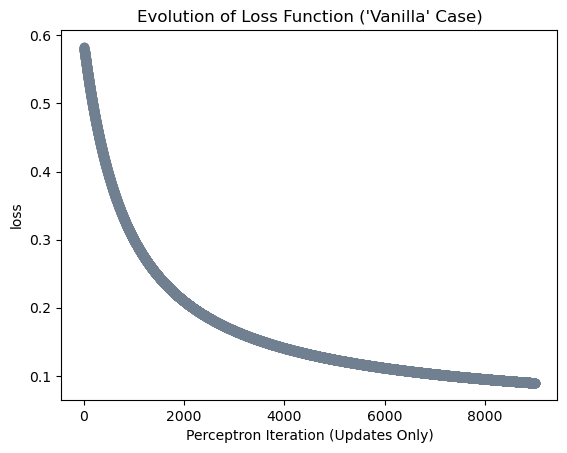 Evolution of Loss Function ('Vanilla' Case)
0.6
0.5
0.4
0.3
0.2
0.1
loss
0 2000 4000 6000 8000
Perceptron Iteration (Updates Only)